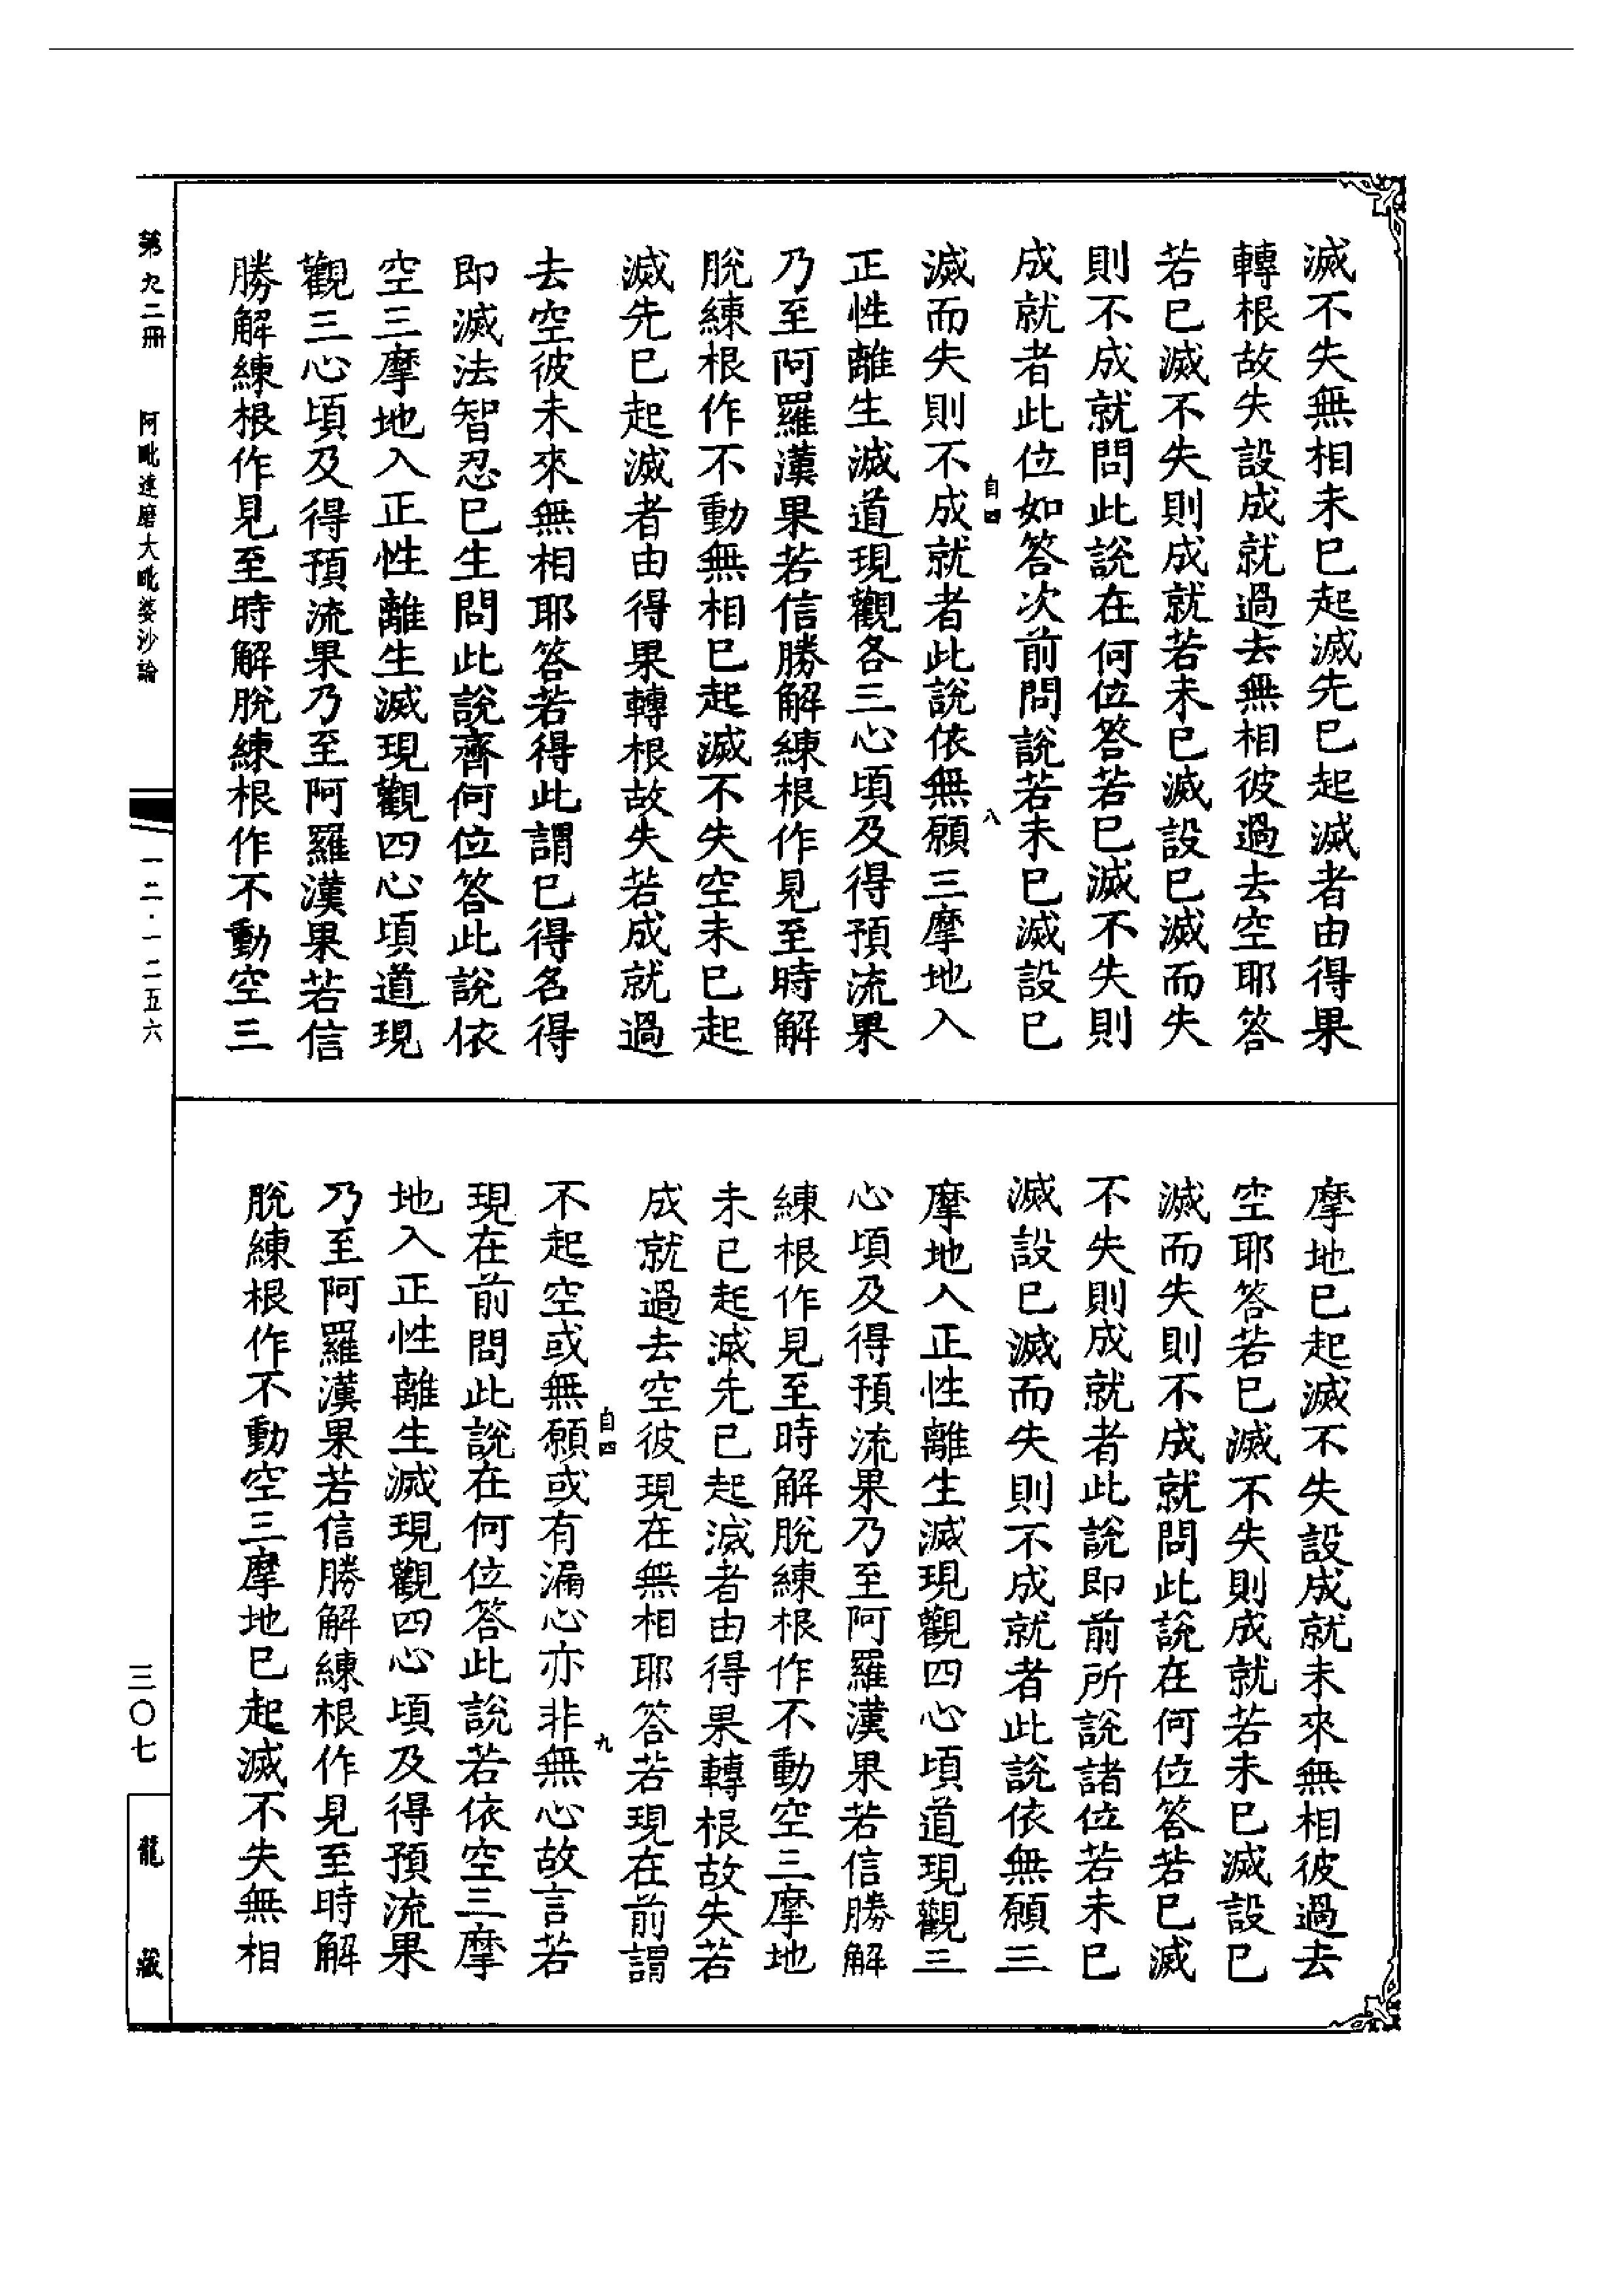 滅不失無相未已起滅先已起滅者由得果
轉根故失設成就過去無相彼過去空耶答
若已滅不失則成就若未已滅設已滅而失
則不成就問此說在何位答若已滅不失則
成就者此位如答次前問說若未已滅設已
自四
八
滅而失則不成就者此說依無願三摩地入
正性離生滅道現觀各三心頃及得預流果
乃至阿羅漢果若信勝解練根作見至時解
脫練根作不動無相已起滅不失空未已起
滅先已起滅者由得果轉根故失若成就過
去空彼未來無相耶答若得此謂已得名得
即滅法智忍已生問此說齊何位答此說依
空三摩地入正性離生滅現觀四心頃道現
觀三心頃及得預流果乃至阿羅漢果若信
勝解練根作見至時解脫練根作不動空三
摩地已起滅不失設成就未來無相彼過去
空耶答若已滅不失則成就若未已滅設已
滅而失則不成就問此說在何位答若已滅
不失則成就者此說即前所說諸位若未已
滅設已滅而失則不成就者此說依無願三
摩地入正性離生滅現觀四心頃道現觀三
心頃及得預流果乃至阿羅漢果若信勝解
練根作見至時解脫練根作不動空三摩地
未已起滅先已起滅者由得果轉根故失若
成就過去空彼現在無相耶答若現在前謂
自四
九
不起空或無願或有漏心亦非無心故言若
現在前問此說在何位答此說若依空三摩
地入正性離生滅現觀四心頃及得預流果
乃至阿羅漢果若信勝解練根作見至時解
脫練根作不動空三摩地已起滅不失無相
第九二冊 阿毗達磨大毗婆沙論
一二·一二五六
三〇七
龍藏